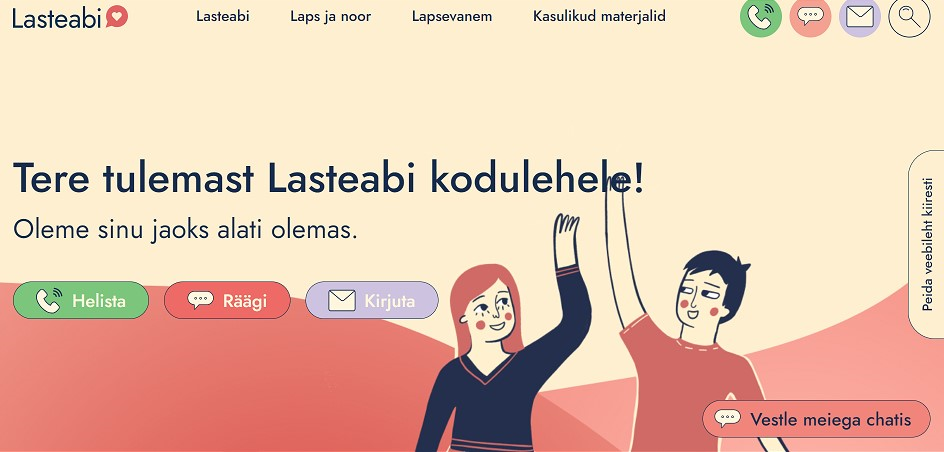 Lasteabi
Lasteabi
Laps ja noor
Lapsevanem
Kasulikud materjalid
Tere tulemast Lasteabi kodulehele!
Oleme sinu jaoks alati olemas.
Helista
Räägi
Kirjuta
Peida veebileht kiiresti
Vestle meiega chatis